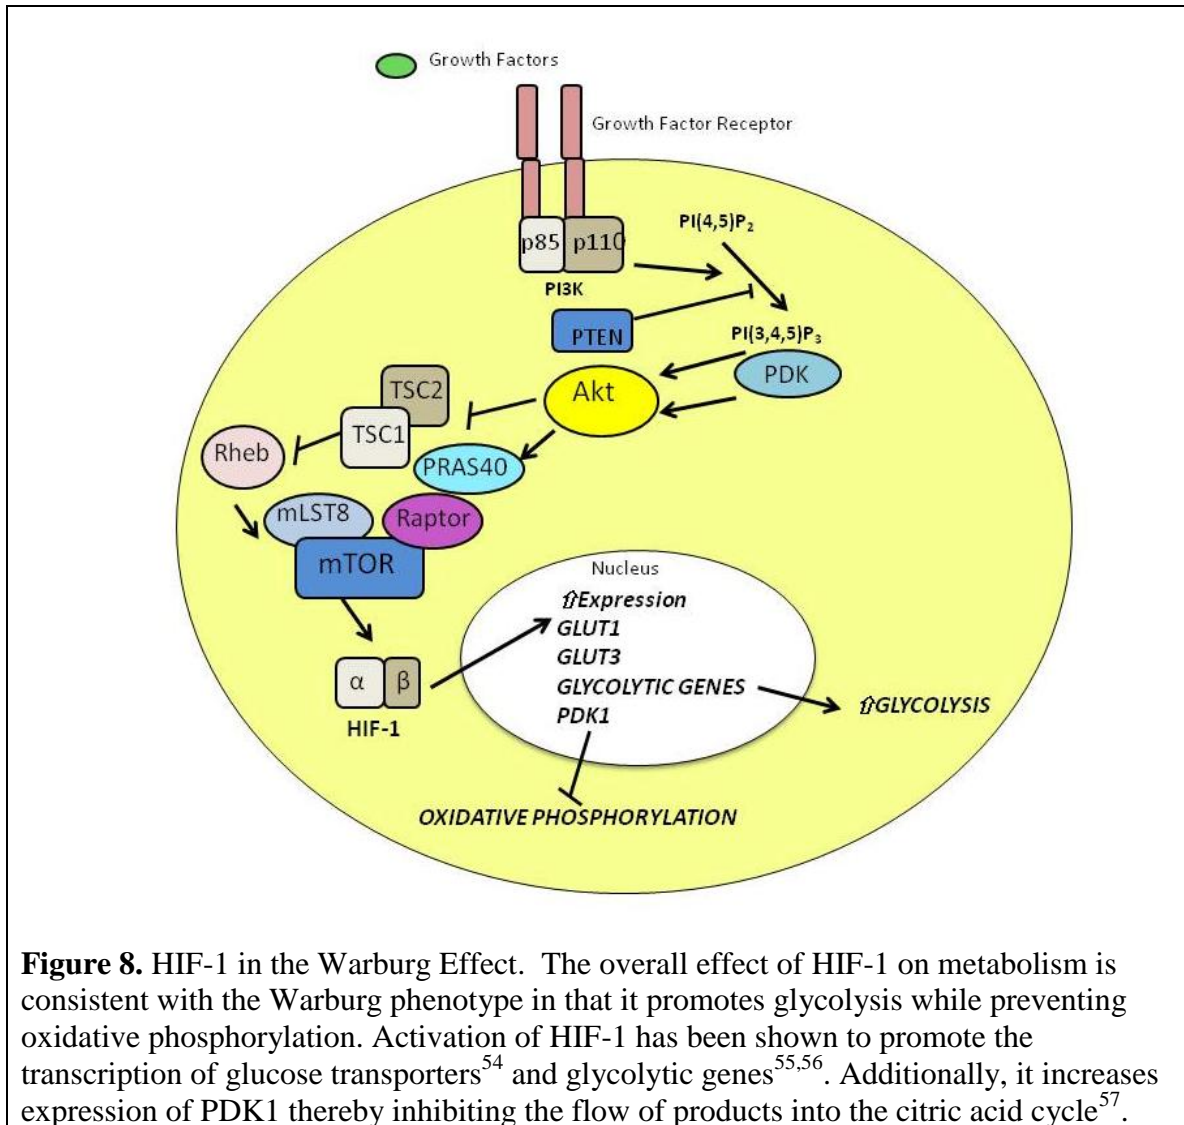 Growth Factors
Growth Factor Receptor
PI(4,5)P₂
p85 p110
PI3K
PTEN
PI(3,4,5)P₃
PDK
Akt
TSC2
TSC1
Rheb
PRAS40
mLST8
Raptor
mTOR
Nucleus
⇧Expression
GLUT1
GLUT3
GLYCOLYTIC GENES
PDK1
⇧GLYCOLYSIS
α β
HIF-1
OXIDATIVE PHOSPHORYLATION
Figure 8. HIF-1 in the Warburg Effect. The overall effect of HIF-1 on metabolism is
consistent with the Warburg phenotype in that it promotes glycolysis while preventing
oxidative phosphorylation. Activation of HIF-1 has been shown to promote the
transcription of glucose transporters⁵⁴ and glycolytic genes⁵⁵,⁵⁶. Additionally, it increases
expression of PDK1 thereby inhibiting the flow of products into the citric acid cycle⁵⁷.